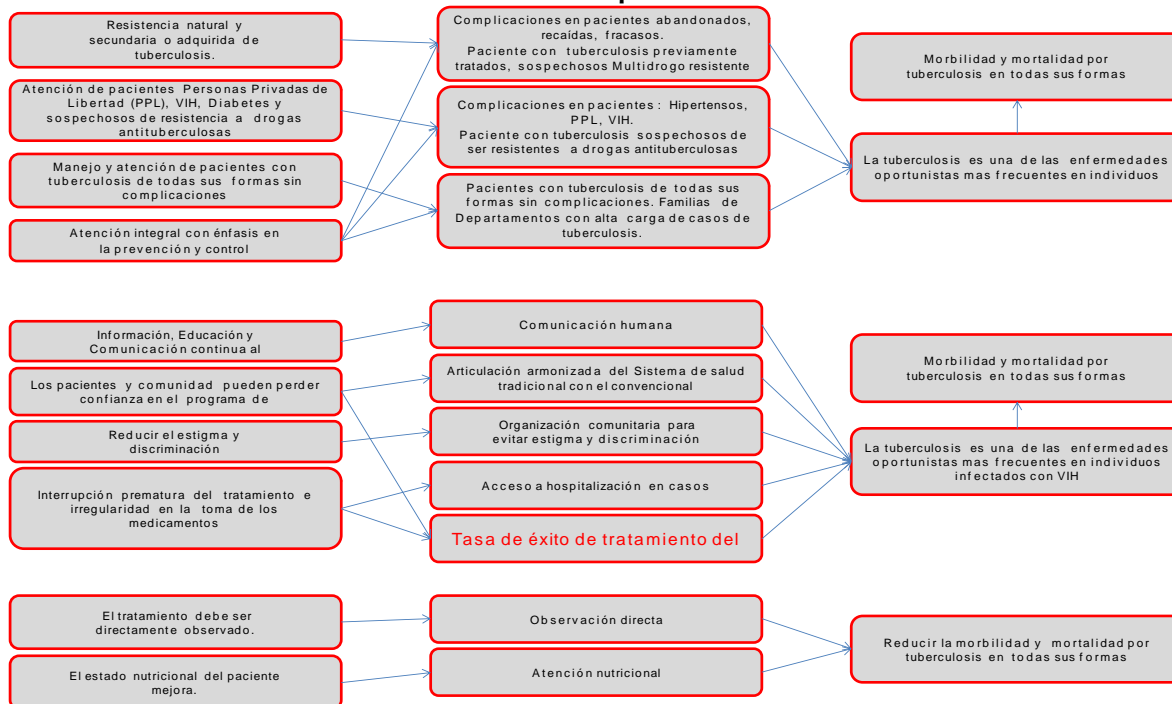 Resistencia natural y
secundaria o adquirida de
tuberculosis.
Atención de pacientes Personas Privadas de
Libertad (PPL), VIH, Diabetes y
sospechosos de resistencia a drogas
antituberculosas
Manejo y atención de pacientes con
tuberculosis de todas sus formas sin
complicaciones
Atención integral con énfasis en
la prevención y control
Complicaciones en pacientes abandonados,
recaídas, fracasos.
Paciente con tuberculosis previamente
tratados, sospechosos Multidrogo resistente
Complicaciones en pacientes: Hipertensos,
PPL, VIH.
Paciente con tuberculosis sospechosos de
ser resistentes a drogas antituberculosas
Pacientes con tuberculosis de todas sus
formas sin complicaciones. Familias de
Departamentos con alta carga de casos de
tuberculosis.
Morbilidad y mortalidad por
tuberculosis en todas sus formas
La tuberculosis es una de las enfermedades
oportunistas mas frecuentes en individuos
Información, Educación y
Comunicación continua al
Los pacientes y comunidad pueden perder
confianza en el programa de
Reducir el estigma y
discriminación
Interrupción prematura del tratamiento e
irregularidad en la toma de los
medicamentos
Comunicación humana
Articulación armonizada del Sistema de salud
tradicional con el convencional
Organización comunitaria para
evitar estigma y discriminación
Acceso a hospitalización en casos
Tasa de éxito de tratamiento del
Morbilidad y mortalidad por
tuberculosis en todas sus formas
La tuberculosis es una de las enfermedades
oportunistas mas frecuentes en individuos
infectados con VIH
El tratamiento debe ser
directamente observado.
El estado nutricional del paciente
mejora.
Observación directa
Atención nutricional
Reducir la morbilidad y mortalidad por
tuberculosis en todas sus formas